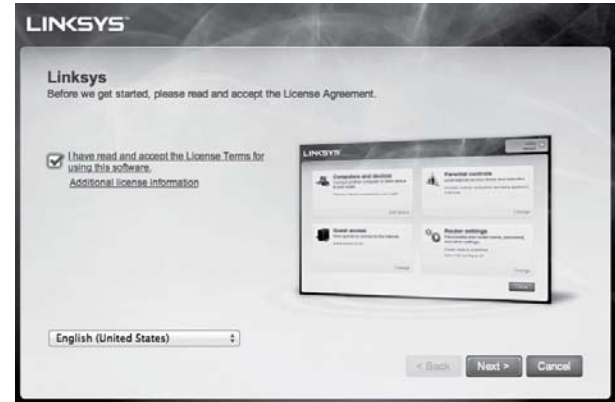 LINKSYS
Linksys
Before we get started, please read and accept the License Agreement.
I have read and accept the License Terms for
using this software.
Additional license information
LINKSYS
Computers and devices
Parental controls
Guest access
Change
Router settings
Change
English (United States)
< Back
Next >
Cancel